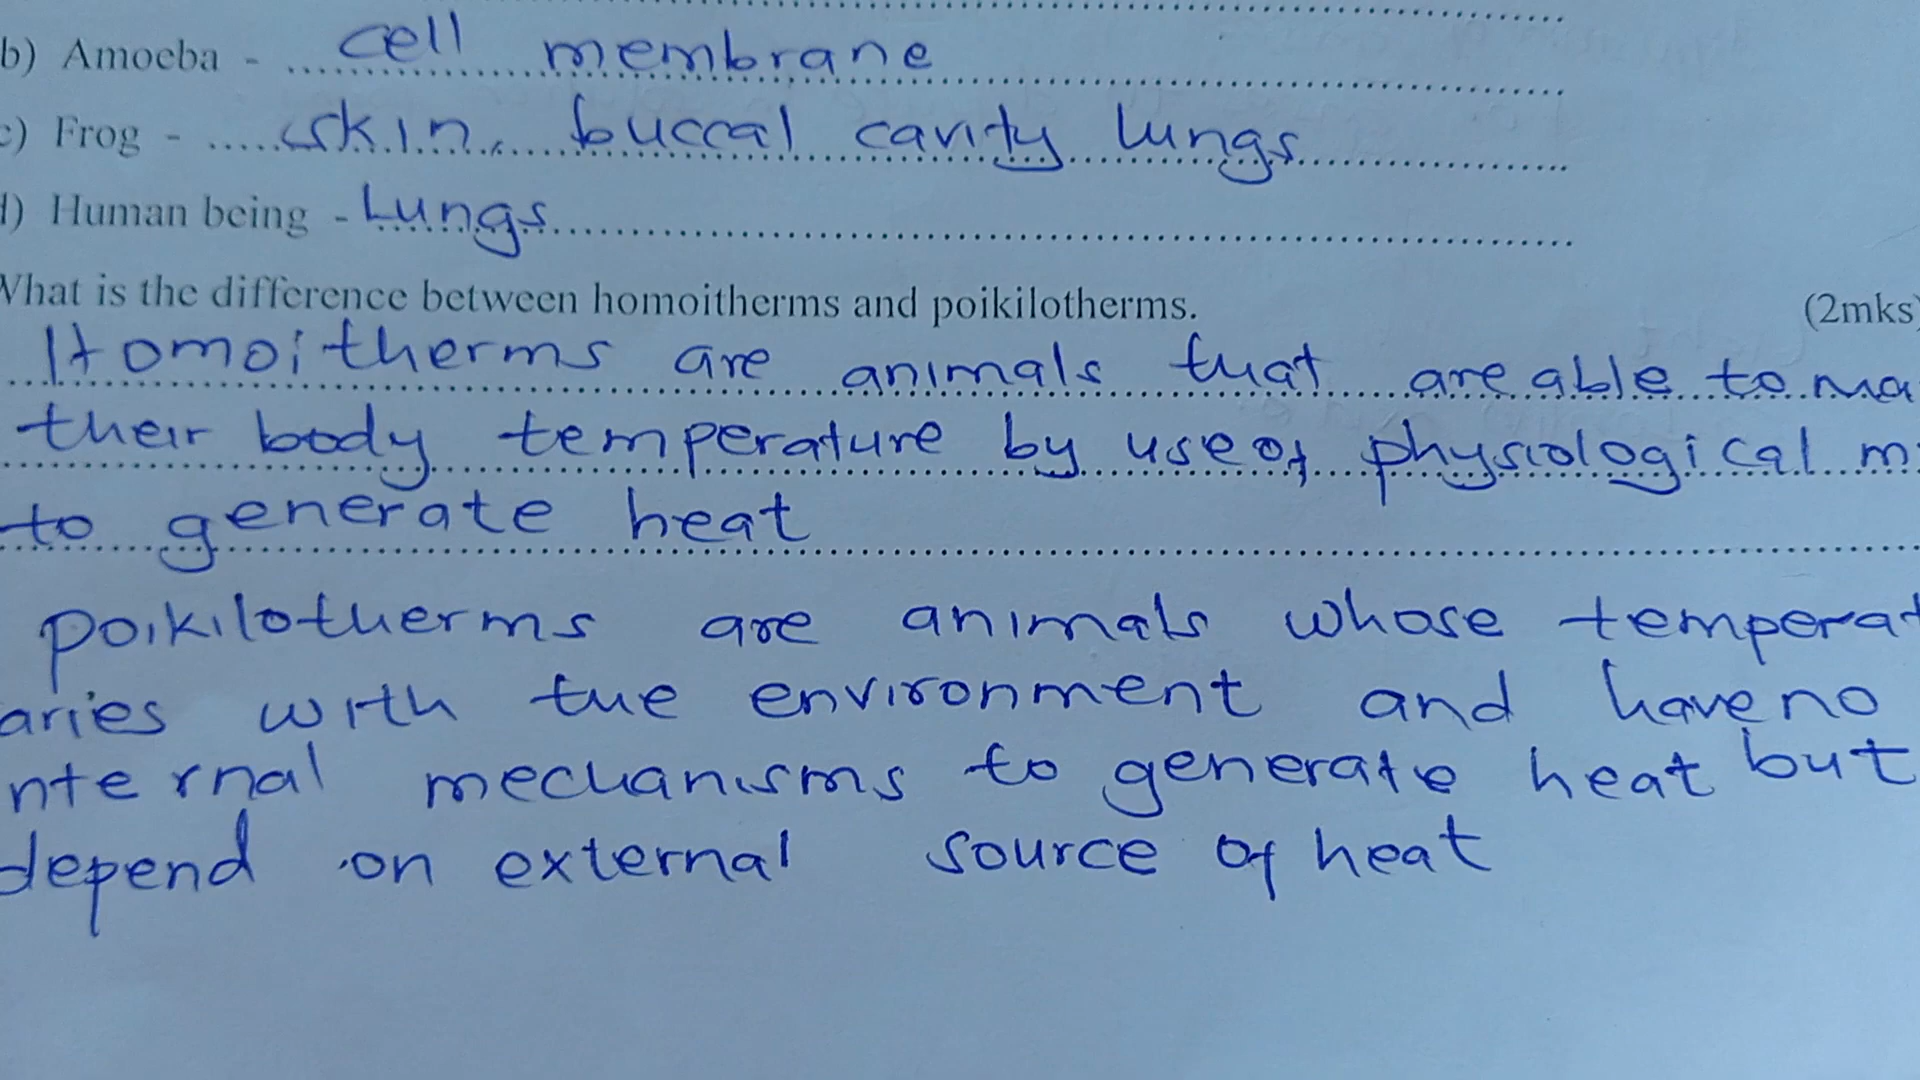 b) Amoeba - cell membrane
c) Frog - skin, buccal cavity lungs
d) Human being - Lungs
What is the difference between homoitherms and poikilotherms. (2mks)
Homoitherms are animals that are able to
their body temperature by use of physiological
to generate heat
poikilotherms are animals whose temperat
aries with the environment and have no
nternal mechanisms to generate heat but
depend on external source of heat